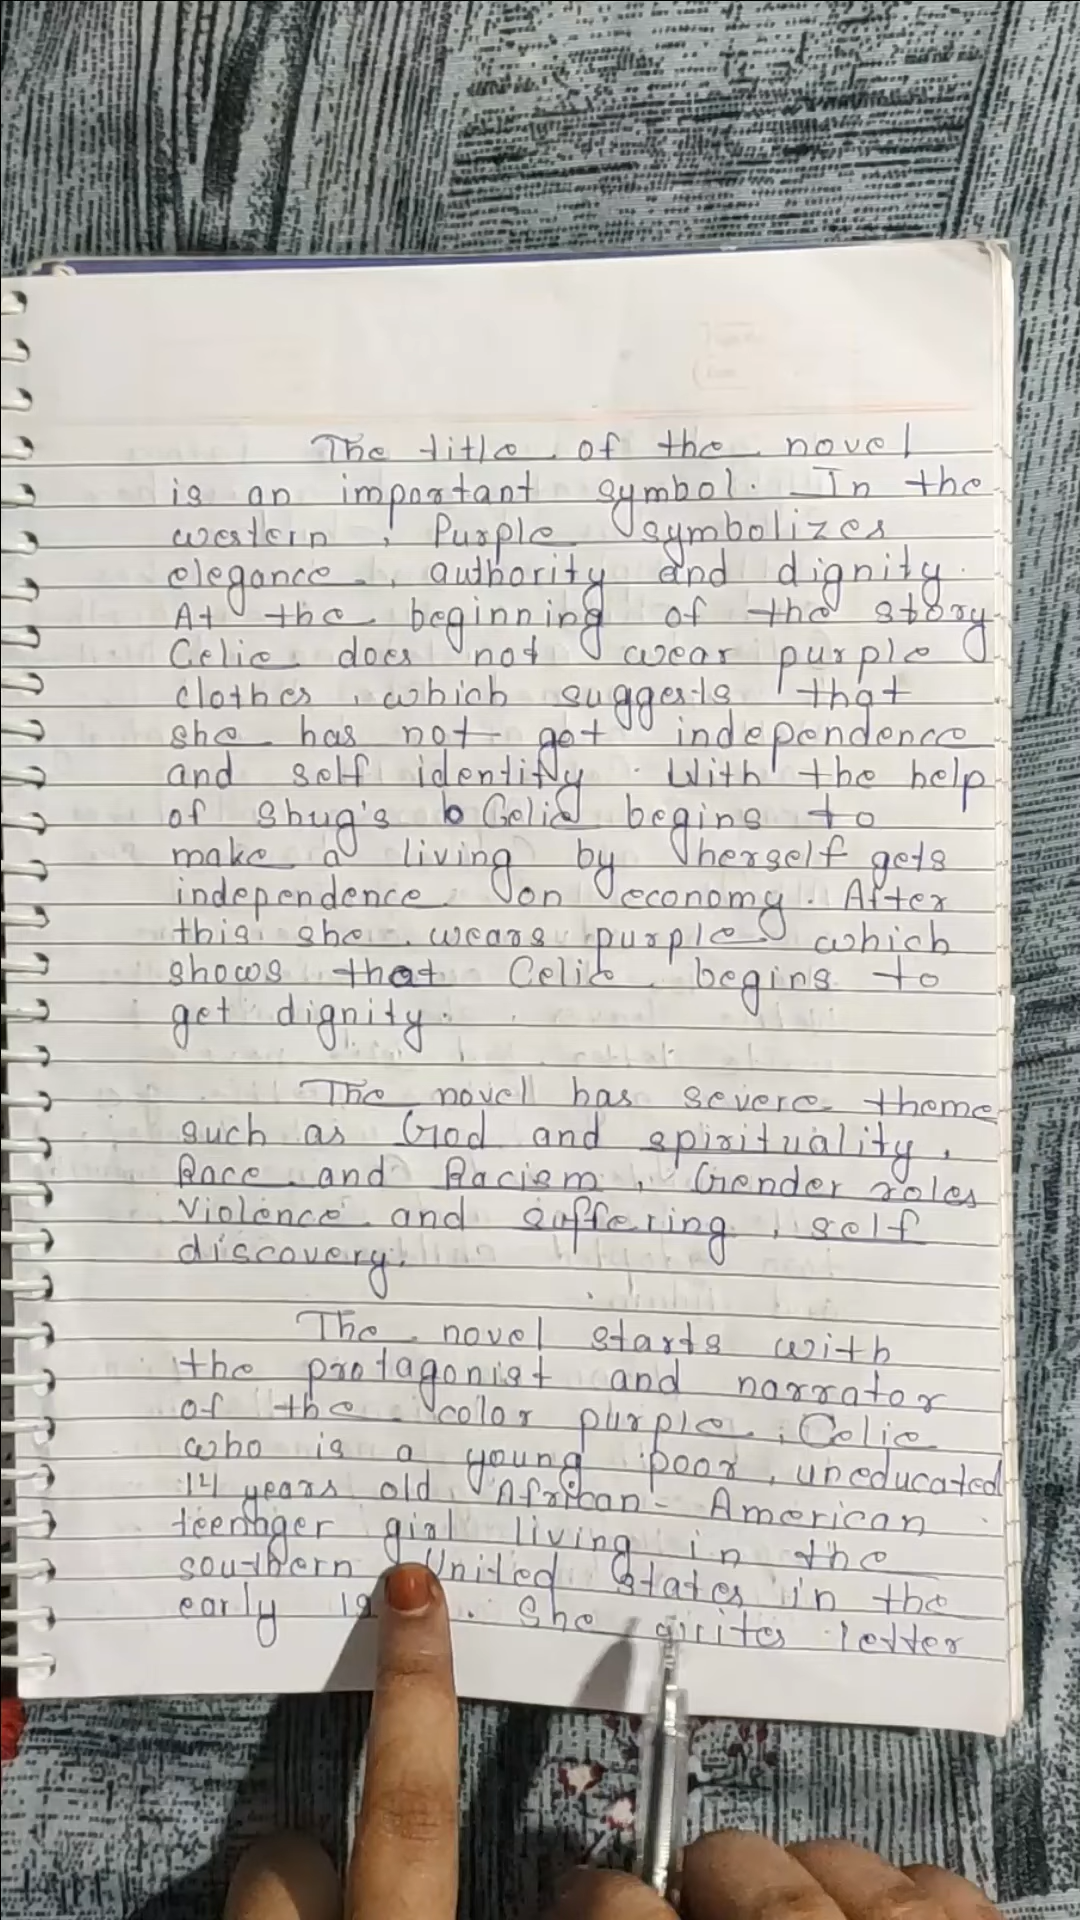 The title of the novel
is an important symbol. In the
western, Purple symbolizes
elegance, authority and dignity.
At the beginning of the story
Celie does not wear purple
clothes, which suggests that
she has not got independence
and self identify. With the help
of Shug's Celie begins to
make a living by herself gets
independence on economy. After
this she wears purple which
shows that Celie begins to
get dignity.
The novel has severe theme
such as God and spirituality,
Race and Racism, Gender roles
Violence and suffering, self
discovery.
The novel starts with
the protagonist and narrator
of the color purple, Celie
who is a young poor, uneducated
14 years old African-American
teenager girl living in the
southern United States in the
early 19 . She writes letter